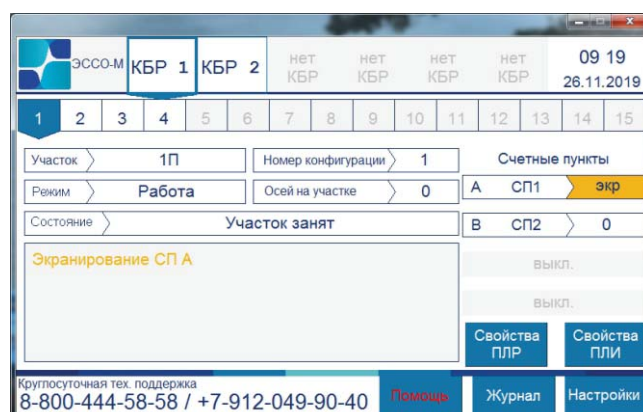 ЭССО-М КБР 1 КБР 2 нет КБР нет КБР нет КБР нет КБР 09 19
26.11.2019
1 2 3 4 5 6 7 8 9 10 11 12 13 14 15
Участок 1П Номер конфигурации 1 Счетные пункты
Режим Работа Осей на участке 0 А СП1 экр
Состояние Участок занят В СП2 0
Экранирование СП А
выкл.
выкл.
Свойства ПЛР Свойства ПЛИ
Круглосуточная тех. поддержка
8-800-444-58-58 / +7-912-049-90-40 Помощь Журнал Настройки